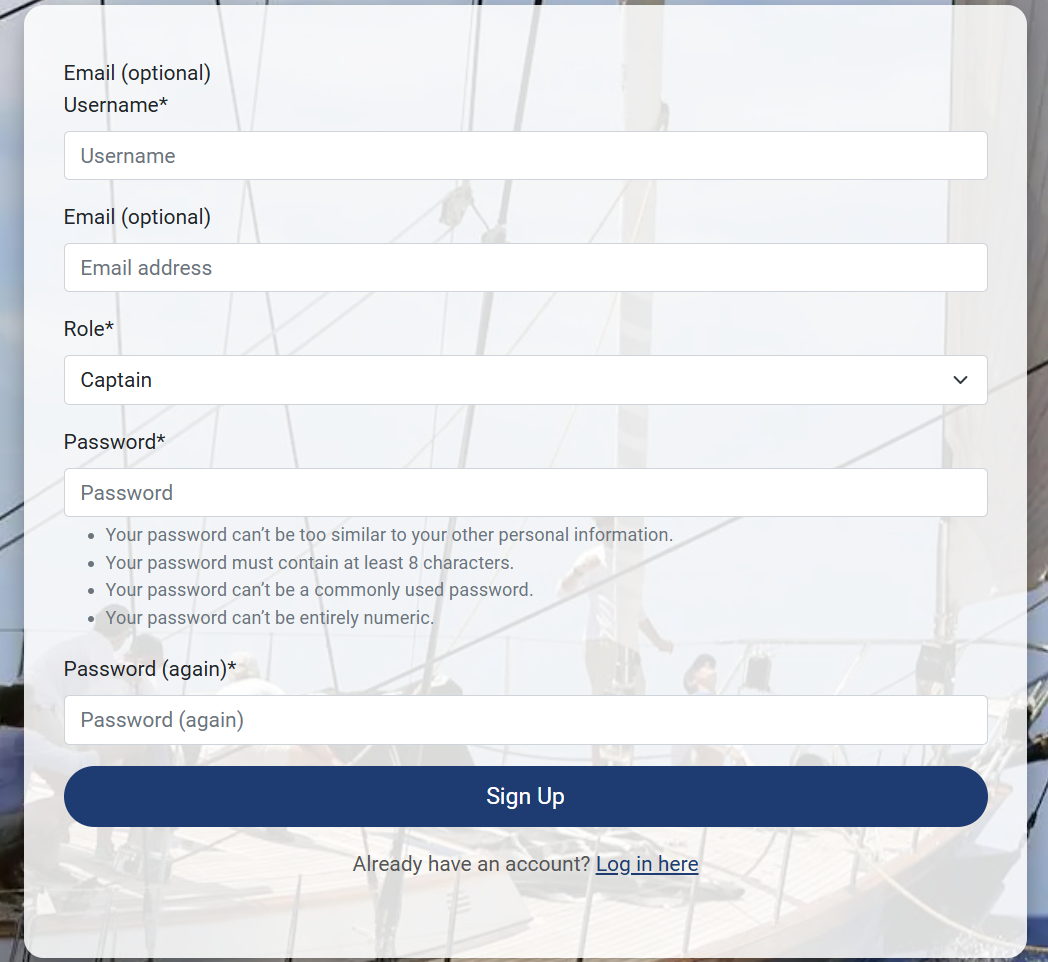 Email (optional)
Username*
Username
Email (optional)
Email address
Role*
Captain
Password*
Password
Your password can’t be too similar to your other personal information.
Your password must contain at least 8 characters.
Your password can’t be a commonly used password.
Your password can’t be entirely numeric.
Password (again)*
Password (again)
Sign Up
Already have an account? Log in here